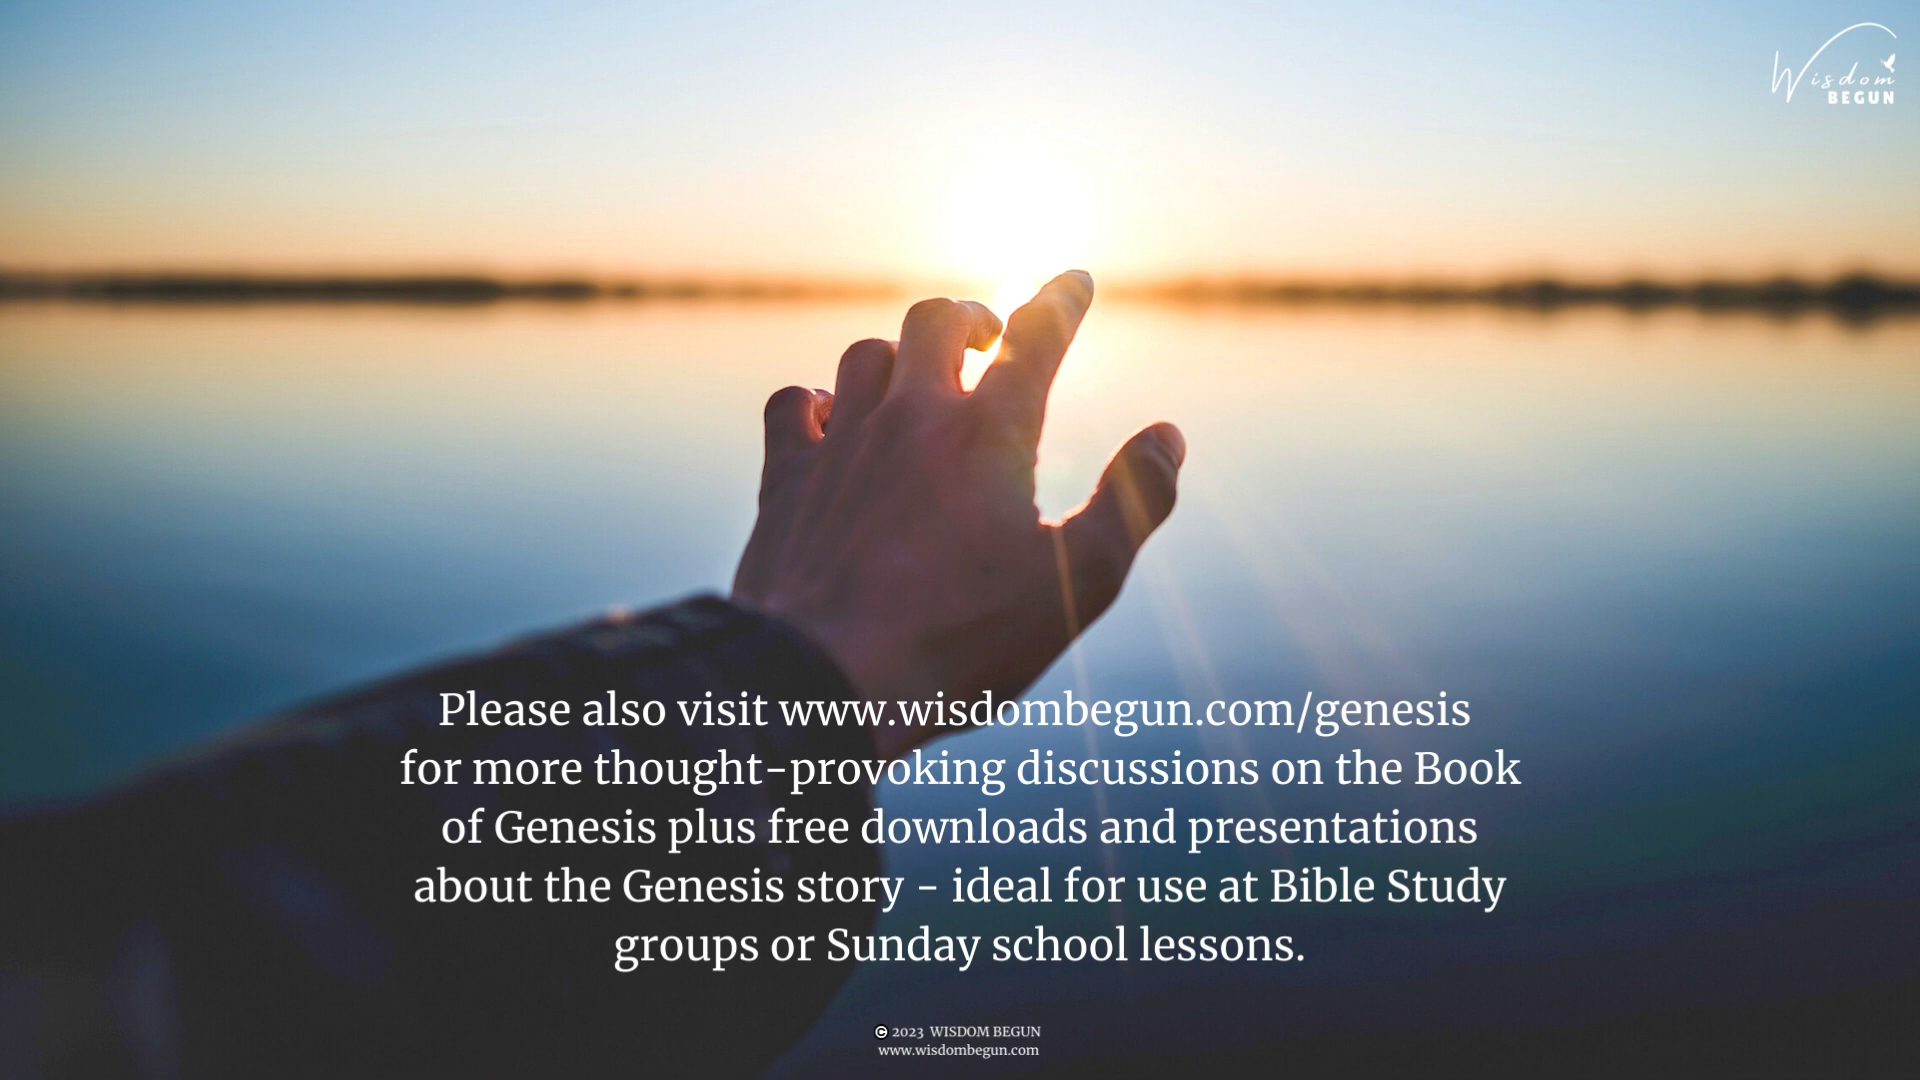 Wisdom
BEGUN
Please also visit www.wisdombegun.com/genesis
for more thought-provoking discussions on the Book
of Genesis plus free downloads and presentations
about the Genesis story - ideal for use at Bible Study
groups or Sunday school lessons.
© 2023 WISDOM BEGUN
www.wisdombegun.com